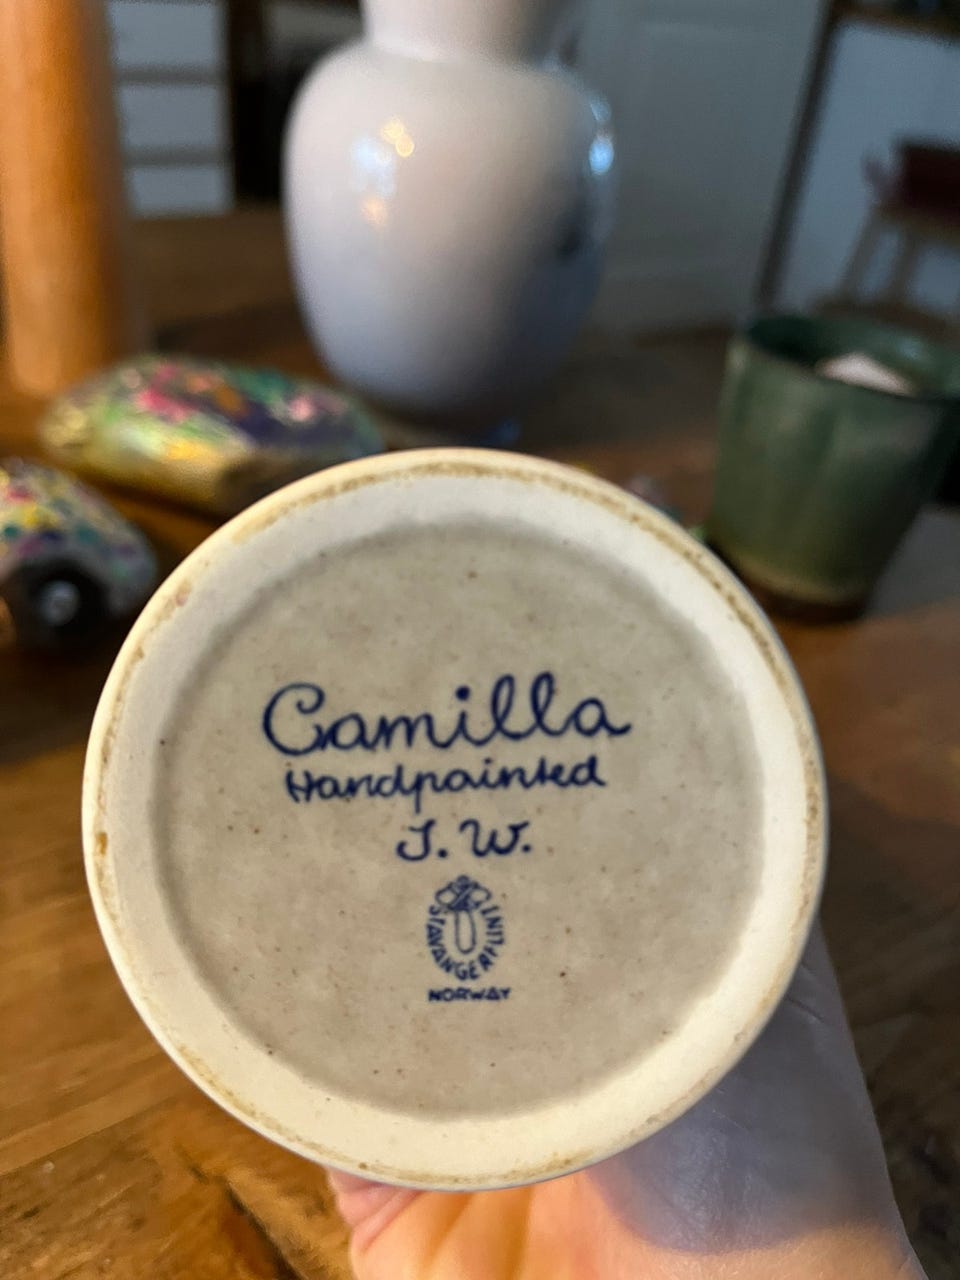 Camilla
Handpainted
J. W.
STAVANGERFLINT
NORWAY